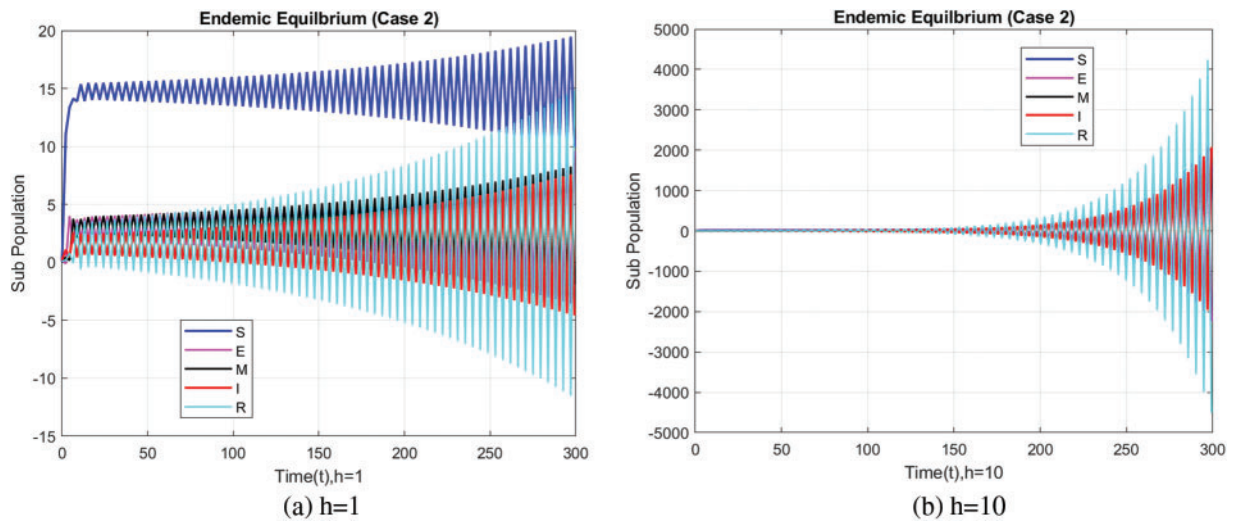 Endemic Equilbrium (Case 2)
20
15
10
5
0
-5
-10
-15
Sub Population
S
E
M
I
R
0
50
100
150
200
250
300
Time(t),h=1
(a) h=1
Endemic Equilbrium (Case 2)
5000
4000
3000
2000
1000
0
-1000
-2000
-3000
-4000
-5000
Sub Population
S
E
M
I
R
0
50
100
150
200
250
300
Time(t),h=10
(b) h=10